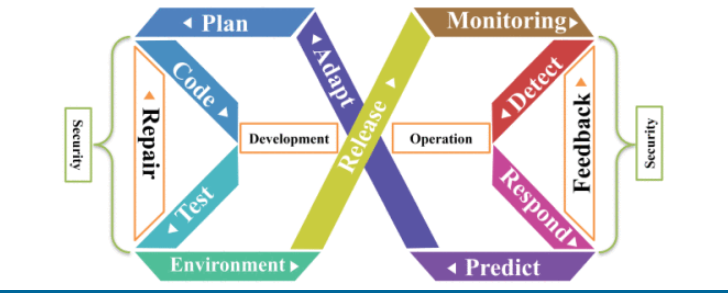 Plan
Monitoring
Code
Adapt
Detect
Security
Repair
Development
Release
Operation
Feedback
Security
Test
Respond
Environment
Predict